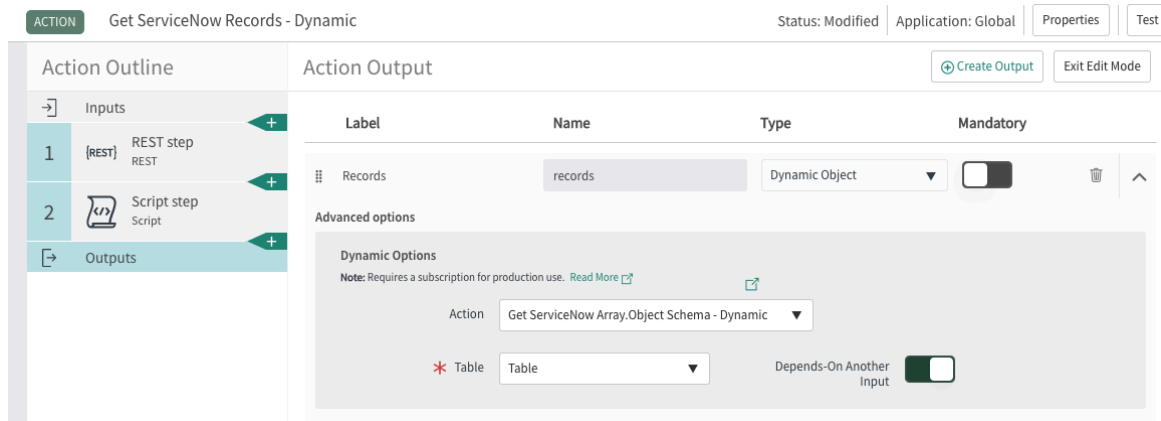 ACTION Get ServiceNow Records - Dynamic Status: Modified Application: Global Properties Test
Action Outline
Inputs
1 {REST} REST step
REST
2 Script step
Script
Outputs
Action Output Create Output Exit Edit Mode
Label Name Type Mandatory
Records records Dynamic Object
Advanced options
Dynamic Options
Note: Requires a subscription for production use. Read More
Action Get ServiceNow Array.Object Schema - Dynamic
* Table Table Depends-On Another
Input